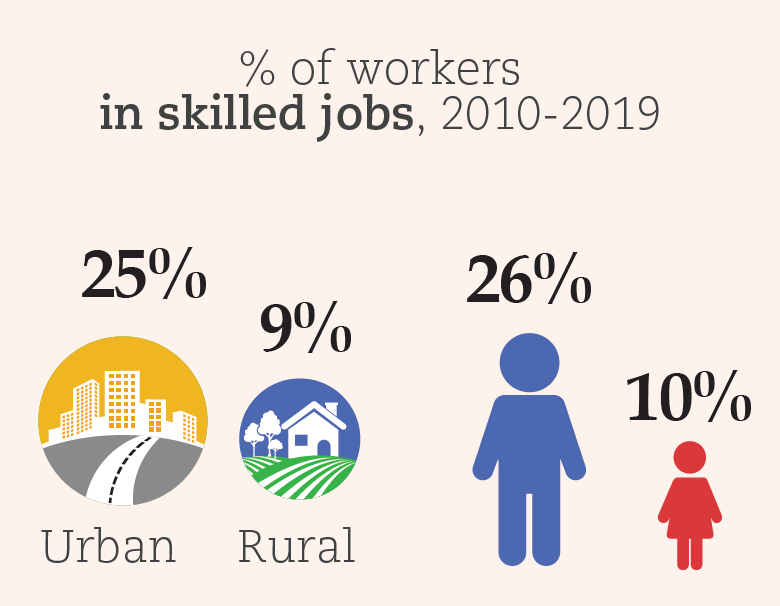 % of workers
in skilled jobs, 2010-2019
25%
9%
26%
10%
Urban
Rural